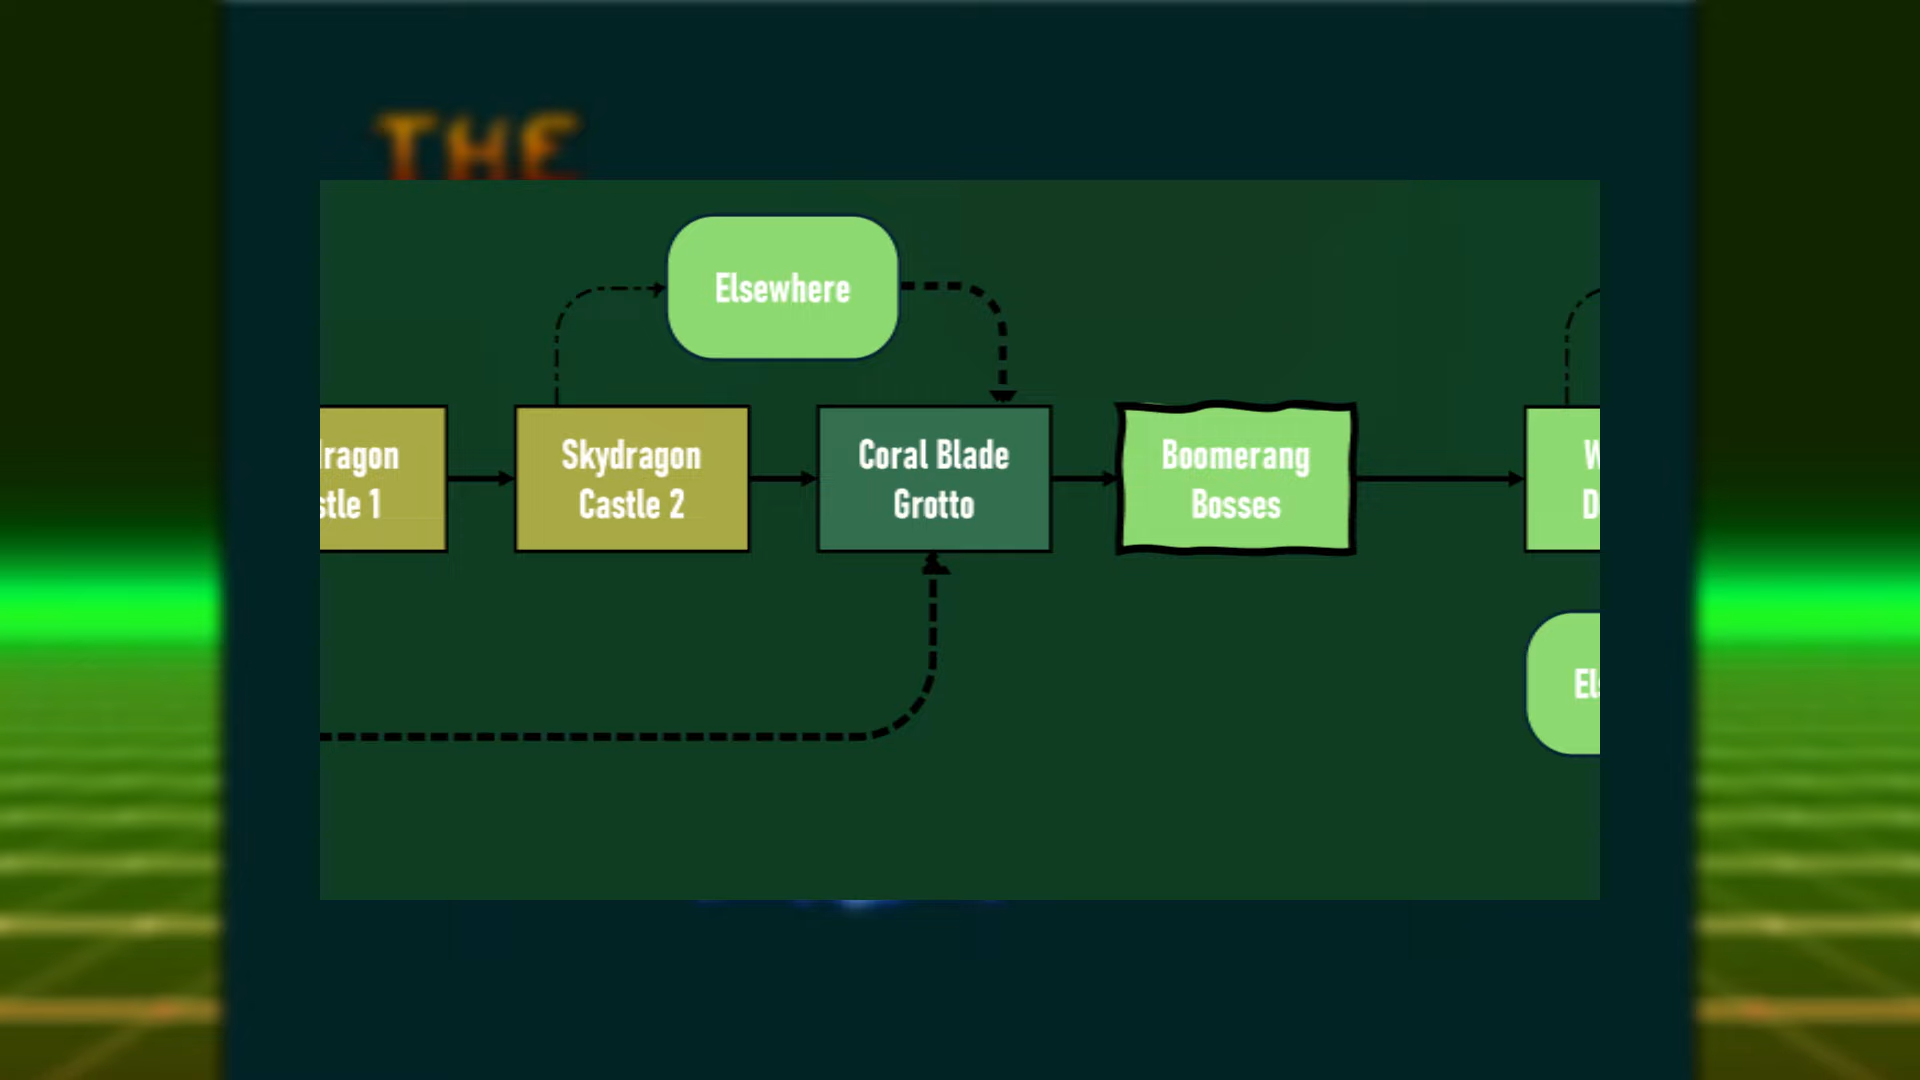 THE
Elsewhere
Skydragon
Castle 2
Coral Blade
Grotto
Boomerang
Bosses